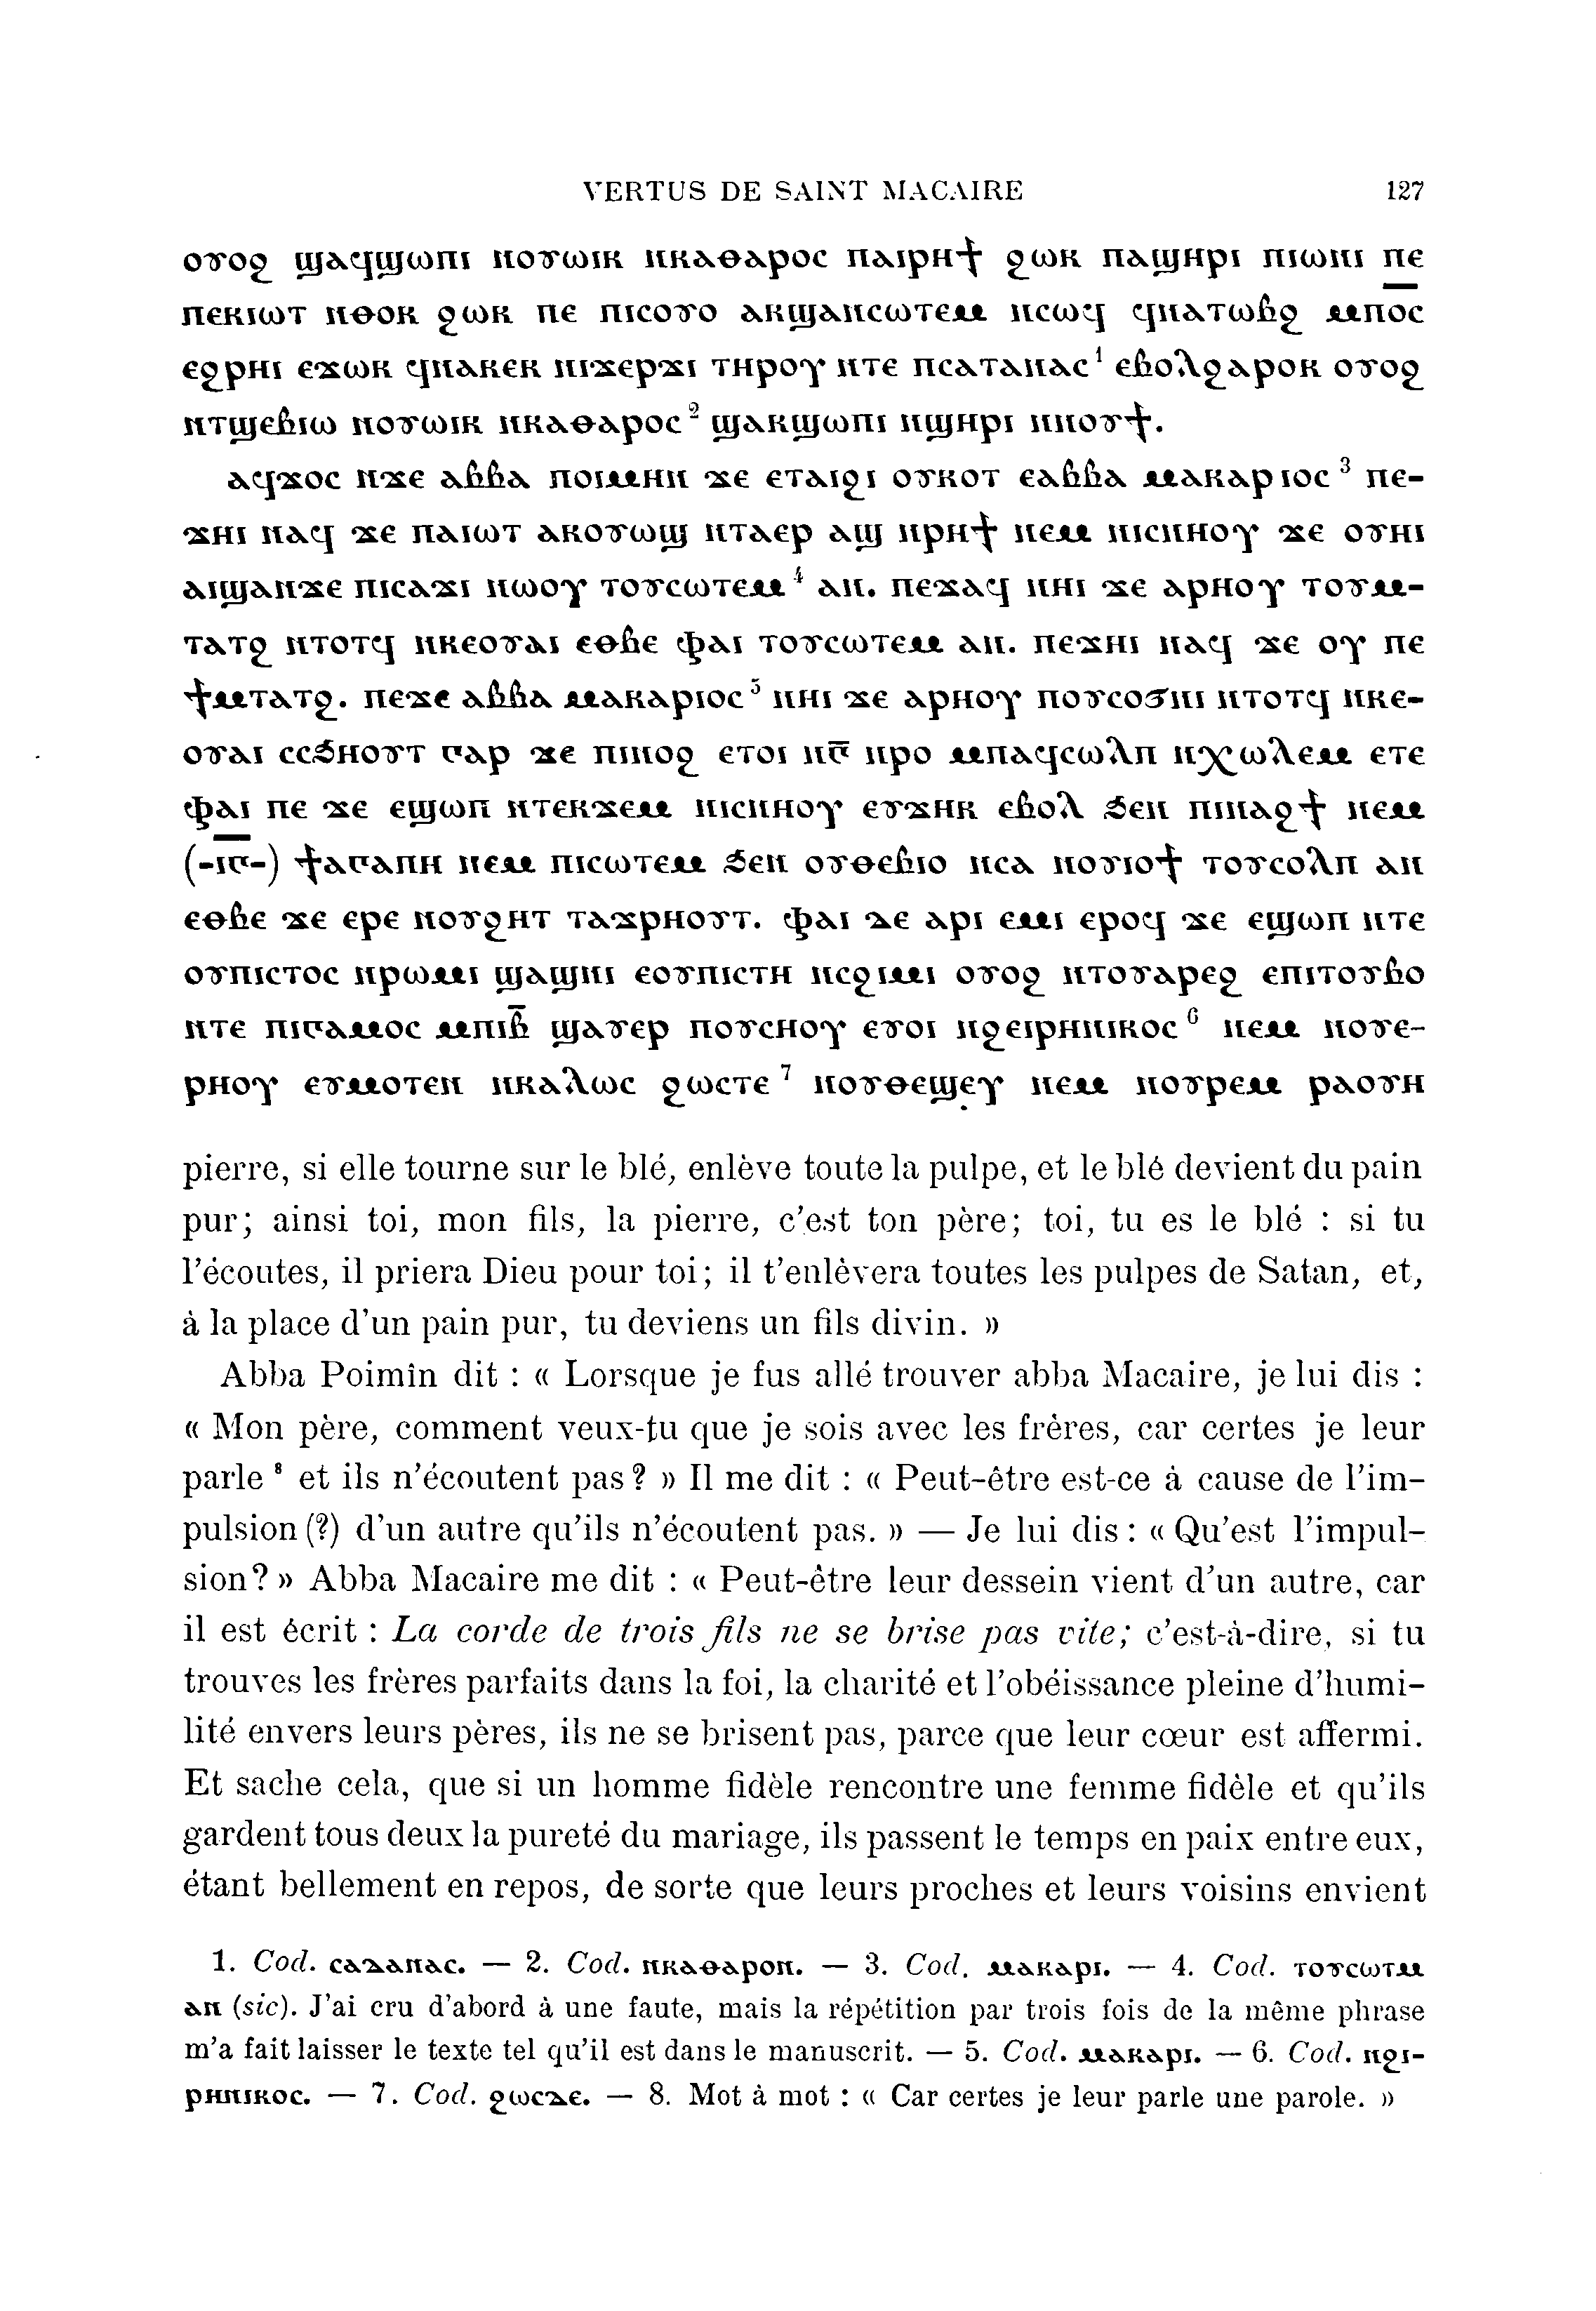 VERTUS DE SAINT MACAIRE 127
ⲟⲩⲟϩ ϣⲁϥϣⲱⲡⲓ ⲛⲟⲩⲱⲓⲕ ⲛⲕⲁⲑⲁⲣⲟⲥ ⲡⲁⲓⲣⲏϯ ϩⲱⲕ ⲡⲁϣⲏⲣⲓ ⲡⲓⲱⲛⲓ ⲡⲉ
ⲡⲉⲕⲓⲱⲧ ⲛⲑⲟⲕ ϩⲱⲕ ⲡⲉ ⲡⲓⲥⲟⲩⲟ ⲁⲕϣⲁⲛⲥⲱⲧⲉⲙ ⲛⲥⲱϥ ϥⲛⲁⲧⲱⲃϩ ⲙⲡⲟ̅ⲥ̅
ⲉϩⲣⲏⲓ ⲉϫⲱⲕ ϥⲛⲁⲕⲉⲕ ⲛⲓϫⲉⲣϫⲓ ⲧⲏⲣⲟⲩ ⲛⲧⲉ ⲡⲥⲁⲧⲁⲛⲁⲥ¹ ⲉⲃⲟⲗϩⲁⲣⲟⲕ ⲟⲩⲟϩ
ⲛⲧϣⲉⲃⲓⲱ ⲛⲟⲩⲱⲓⲕ ⲛⲕⲁⲑⲁⲣⲟⲥ² ϣⲁⲕϣⲱⲡⲓ ⲛϣⲏⲣⲓ ⲛⲛⲟⲩϯ.
ⲁϥϫⲟⲥ ⲛϫⲉ ⲁⲃⲃⲁ ⲡⲟⲓⲙⲏⲛ ϫⲉ ⲉⲧⲁⲓϩⲓ ⲟⲩⲕⲟⲧ ⲉⲁⲃⲃⲁ ⲙⲁⲕⲁⲣⲓⲟⲥ³ ⲡⲉ-
ϫⲏⲓ ⲛⲁϥ ϫⲉ ⲡⲁⲓⲱⲧ ⲁⲕⲟⲩⲱϣ ⲛⲧⲁⲉⲣ ⲁϣ ⲛⲣⲏϯ ⲛⲉⲙ ⲛⲓⲥⲛⲏⲟⲩ ϫⲉ ⲟⲩⲏⲓ
ⲁⲓϣⲁⲛϫⲉ ⲡⲓⲥⲁϫⲓ ⲛⲱⲟⲩ ⲧⲟⲩⲥⲱⲧⲉⲙ⁴ ⲁⲛ. ⲡⲉϫⲁϥ ⲛⲏⲓ ϫⲉ ⲁⲣⲏⲟⲩ ⲧⲟⲩⲙ-
ⲧⲁⲧϩ ⲛⲧⲟⲧϥ ⲛⲕⲉⲟⲩⲁⲓ ⲉⲑⲃⲉ ⲫⲁⲓ ⲧⲟⲩⲥⲱⲧⲉⲙ ⲁⲛ. ⲡⲉϫⲏⲓ ⲛⲁϥ ϫⲉ ⲟⲩ ⲡⲉ
ϯⲙⲧⲁⲧϩ. ⲡⲉϫⲉ ⲁⲃⲃⲁ ⲙⲁⲕⲁⲣⲓⲟⲥ⁵ ⲛⲏⲓ ϫⲉ ⲁⲣⲏⲟⲩ ⲡⲟⲩⲥⲟϭⲛⲓ ⲛⲧⲟⲧϥ ⲛⲕⲉ-
ⲟⲩⲁⲓ ⲥⲥϧⲏⲟⲩⲧ ⲅⲁⲣ ϫⲉ ⲡⲓⲛⲟϩ ⲉⲧⲟⲓ ⲛⲅ̅ ⲛⲣⲟ ⲙⲡⲁϥⲥⲱⲗⲡ ⲛⲭⲱⲗⲉⲙ ⲉⲧⲉ
ⲫⲁⲓ ⲡⲉ ϫⲉ ⲉϣⲱⲡ ⲛⲧⲉⲕϫⲉⲙ ⲛⲓⲥⲛⲏⲟⲩ ⲉⲩϫⲏⲕ ⲉⲃⲟⲗ ϧⲉⲛ ⲡⲓⲛⲁϩϯ ⲛⲉⲙ
(-ⲓ̅ⲅ̅-) ϯⲁⲅⲁⲡⲏ ⲛⲉⲙ ⲡⲓⲥⲱⲧⲉⲙ ϧⲉⲛ ⲟⲩⲑⲉⲃⲓⲟ ⲛⲥⲁ ⲛⲟⲩⲓⲟϯ ⲧⲟⲩⲥⲟⲗⲡ ⲁⲛ
ⲉⲑⲃⲉ ϫⲉ ⲉⲣⲉ ⲛⲟⲩϩⲏⲧ ⲧⲁϫⲣⲏⲟⲩⲧ. ⲫⲁⲓ ⲇⲉ ⲁⲣⲓ ⲉⲙⲓ ⲉⲣⲟϥ ϫⲉ ⲉϣⲱⲡ ⲛⲧⲉ
ⲟⲩⲡⲓⲥⲧⲟⲥ ⲛⲣⲱⲙⲓ ϣⲁϣⲛⲓ ⲉⲟⲩⲡⲓⲥⲧⲏ ⲛⲥϩⲓⲙⲓ ⲟⲩⲟϩ ⲛⲧⲟⲩⲁⲣⲉϩ ⲉⲡⲓⲧⲟⲩⲃⲟ
ⲛⲧⲉ ⲡⲓⲅⲁⲙⲟⲥ ⲙⲡⲓⲃ̅ ϣⲁⲩⲉⲣ ⲡⲟⲩⲥⲏⲟⲩ ⲉⲩⲟⲓ ⲛϩⲉⲓⲣⲏⲛⲓⲕⲟⲥ⁶ ⲛⲉⲙ ⲛⲟⲩⲉ-
ⲣⲏⲟⲩ ⲉⲩⲙⲟⲧⲉⲛ ⲛⲕⲁⲗⲱⲥ ϩⲱⲥⲧⲉ⁷ ⲛⲟⲩⲑⲉϣⲉⲩ ⲛⲉⲙ ⲛⲟⲩⲣⲉⲙ ⲣⲁⲟⲩⲏ
pierre, si elle tourne sur le blé, enlève toute la pulpe, et le blé devient du pain
pur; ainsi toi, mon fils, la pierre, c'est ton père; toi, tu es le blé : si tu
l'écoutes, il priera Dieu pour toi; il t'enlèvera toutes les pulpes de Satan, et,
à la place d'un pain pur, tu deviens un fils divin. »
Abba Poimîn dit : « Lorsque je fus allé trouver abba Macaire, je lui dis :
« Mon père, comment veux-tu que je sois avec les frères, car certes je leur
parle ⁸ et ils n'écoutent pas? » Il me dit : « Peut-être est-ce à cause de l'im-
pulsion (?) d'un autre qu'ils n'écoutent pas. » — Je lui dis : « Qu'est l'impul-
sion? » Abba Macaire me dit : « Peut-être leur dessein vient d'un autre, car
il est écrit : La corde de trois fils ne se brise pas vite; c'est-à-dire, si tu
trouves les frères parfaits dans la foi, la charité et l'obéissance pleine d'humi-
lité envers leurs pères, ils ne se brisent pas, parce que leur cœur est affermi.
Et sache cela, que si un homme fidèle rencontre une femme fidèle et qu'ils
gardent tous deux la pureté du mariage, ils passent le temps en paix entre eux,
étant bellement en repos, de sorte que leurs proches et leurs voisins envient
1. Cod. ⲥⲁⲇⲁⲛⲁⲥ. — 2. Cod. ⲛⲕⲁⲑⲁⲣⲟⲛ. — 3. Cod. ⲙⲁⲕⲁⲣⲓ. — 4. Cod. ⲧⲟⲩⲥⲱⲧⲙ
ⲁⲛ (sic). J'ai cru d'abord à une faute, mais la répétition par trois fois de la même phrase
m'a fait laisser le texte tel qu'il est dans le manuscrit. — 5. Cod. ⲙⲁⲕⲁⲣⲓ. — 6. Cod. ⲛϩⲓ-
ⲣⲏⲛⲓⲕⲟⲥ. — 7. Cod. ϩⲱⲥⲇⲉ. — 8. Mot à mot : « Car certes je leur parle une parole. »